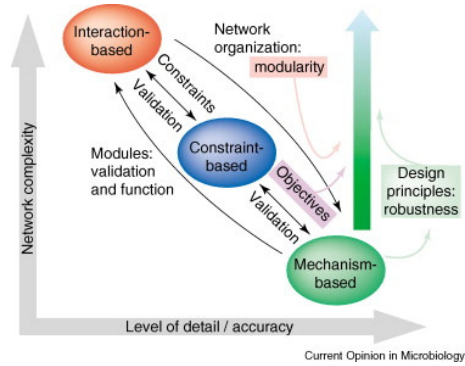 Interaction-
based
Network
organization:
modularity
Constraints
Validation
Constraint-
based
Modules:
validation
and function
Objectives
Validation
Design
principles:
robustness
Mechanism-
based
Network complexity
Level of detail / accuracy
Current Opinion in Microbiology